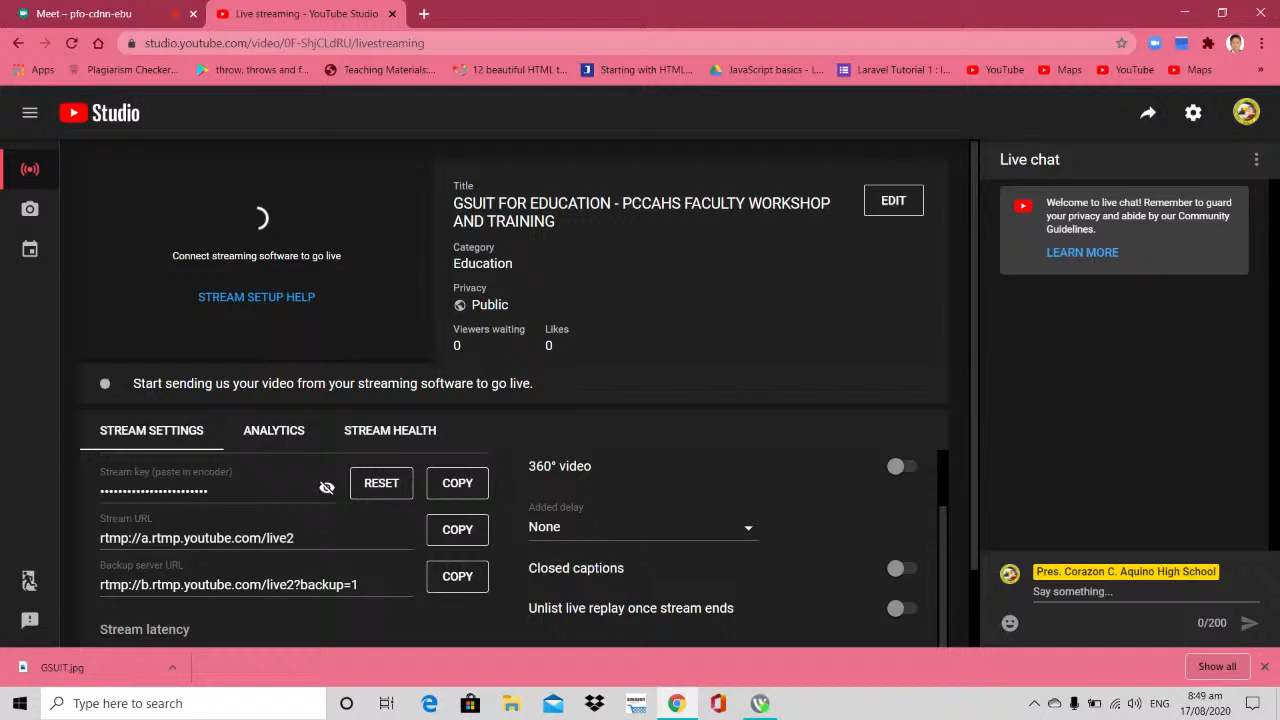 Meet – pfo-cdnn-ebu
Live streaming - YouTube Studio
studio.youtube.com/video/0F-ShjCLdRU/livestreaming
Apps
Plagiarism Checker...
throw, throws and f...
Teaching Materials:...
12 beautiful HTML t...
Starting with HTML...
JavaScript basics - L...
Laravel Tutorial 1 : I...
YouTube
Maps
YouTube
Maps
Studio
Connect streaming software to go live
STREAM SETUP HELP
Title
GSUIT FOR EDUCATION - PCCAHS FACULTY WORKSHOP
AND TRAINING
EDIT
Category
Education
Privacy
Public
Viewers waiting
Likes
0
0
Start sending us your video from your streaming software to go live.
STREAM SETTINGS
ANALYTICS
STREAM HEALTH
Stream key (paste in encoder)
••••••••••••••••••••••••
RESET
COPY
Stream URL
rtmp://a.rtmp.youtube.com/live2
COPY
Backup server URL
rtmp://b.rtmp.youtube.com/live2?backup=1
COPY
Stream latency
360° video
Added delay
None
Closed captions
Unlist live replay once stream ends
Live chat
Welcome to live chat! Remember to guard
your privacy and abide by our Community
Guidelines.
LEARN MORE
Pres. Corazon C. Aquino High School
Say something...
0/200
GSUIT.jpg
Show all
Type here to search
amazon
ENG
8:49 am
17/08/2020